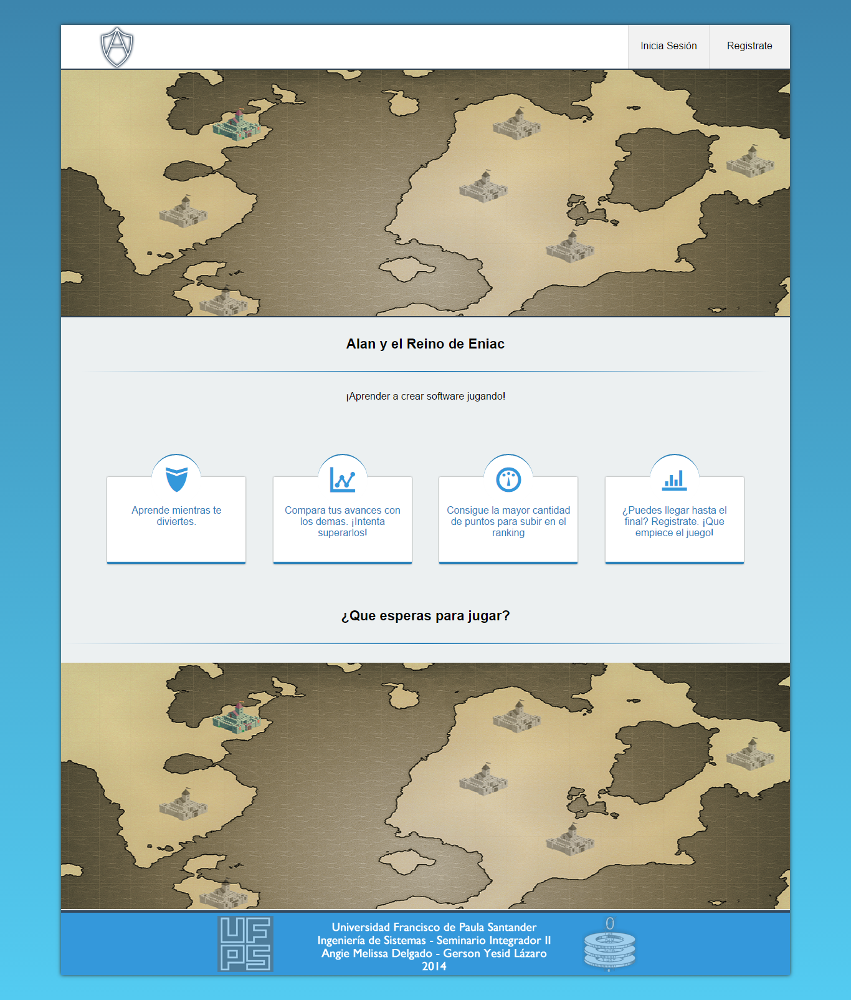 A
Inicia Sesión
Registrate
Alan y el Reino de Eniac
¡Aprender a crear software jugando!
Aprende mientras te
diviertes.
Compara tus avances con
los demas. ¡Intenta
superarlos!
Consigue la mayor cantidad
de puntos para subir en el
ranking
¿Puedes llegar hasta el
final? Registrate. ¡Que
empiece el juego!
¿Que esperas para jugar?
UF
PS
Universidad Francisco de Paula Santander
Ingeniería de Sistemas - Seminario Integrador II
Angie Melissa Delgado - Gerson Yesid Lázaro
2014
0